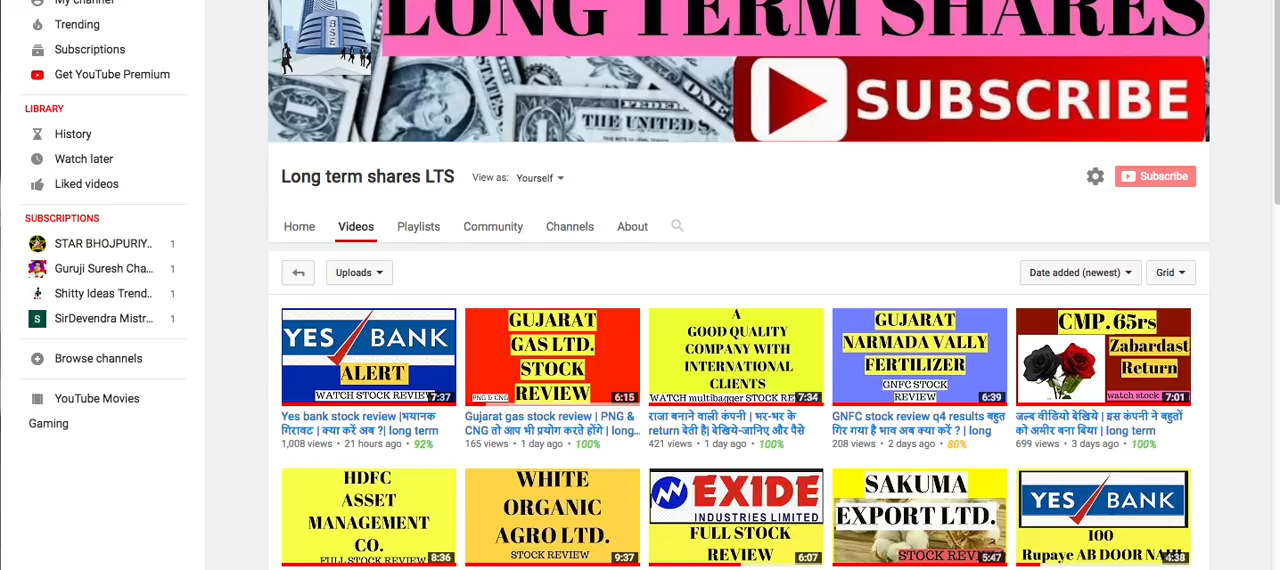 My channel
Trending
Subscriptions
Get YouTube Premium
LIBRARY
History
Watch later
Liked videos
SUBSCRIPTIONS
STAR BHOJPURIY.. 1
Guruji Suresh Cha... 1
Shitty Ideas Trend.. 1
S SirDevendra Mistr... 1
Browse channels
YouTube Movies
Gaming
LONG TERM SHARES
BSE
FEDER
THE UNITED S
ONE
SUBSCRIBE
Long term shares LTS
View as: Yourself
Subscribe
Home Videos Playlists Community Channels About
Uploads
Date added (newest) Grid
YES BANK
ALERT
WATCH STOCK REVI
7:37
Yes bank stock review |भयानक
गिरावट | क्या करें अब ?| long term
1,008 views • 21 hours ago • 92%
GUJARAT
GAS LTD.
STOCK
REVIEW
PNG & CNG
6:15
Gujarat gas stock review | PNG &
CNG तो आप भी प्रयोग करते होंगे | long...
165 views • 1 day ago • 100%
A
GOOD QUALITY
COMPANY WITH
INTERNATIONAL
CLIENTS
WATCH multibagger STOCK
7:34
राजा बनाने वाली कंपनी | भर-भर के
return देती है| देखिये-जानिए और पैसे
421 views • 1 day ago • 100%
GUJARAT
NARMADA VALLY
FERTILIZER
GNFC STOCK
REVIEW
6:39
GNFC stock review q4 results बहुत
गिर गया है भाव अब क्या करें ? | long
208 views • 2 days ago • 80%
CMP. 65rs
Zabardast
Return
watch stock
7:01
जल्द वीडियो देखिये | इस कंपनी ने बहुतों
को अमीर बना दिया | long term
699 views • 3 days ago • 100%
HDFC
ASSET
MANAGEMENT
CO.
FULL STOCK REVIEW
8:36
WHITE
ORGANIC
AGRO LTD.
STOCK REVIEW
9:37
EXIDE
INDUSTRIES LIMITED
FULL STOCK
REVIEW
6:07
SAKUMA
EXPORT LTD.
STOCK REVI
5:47
YES BANK
100
Rupaye AB DOOR NA
4:38